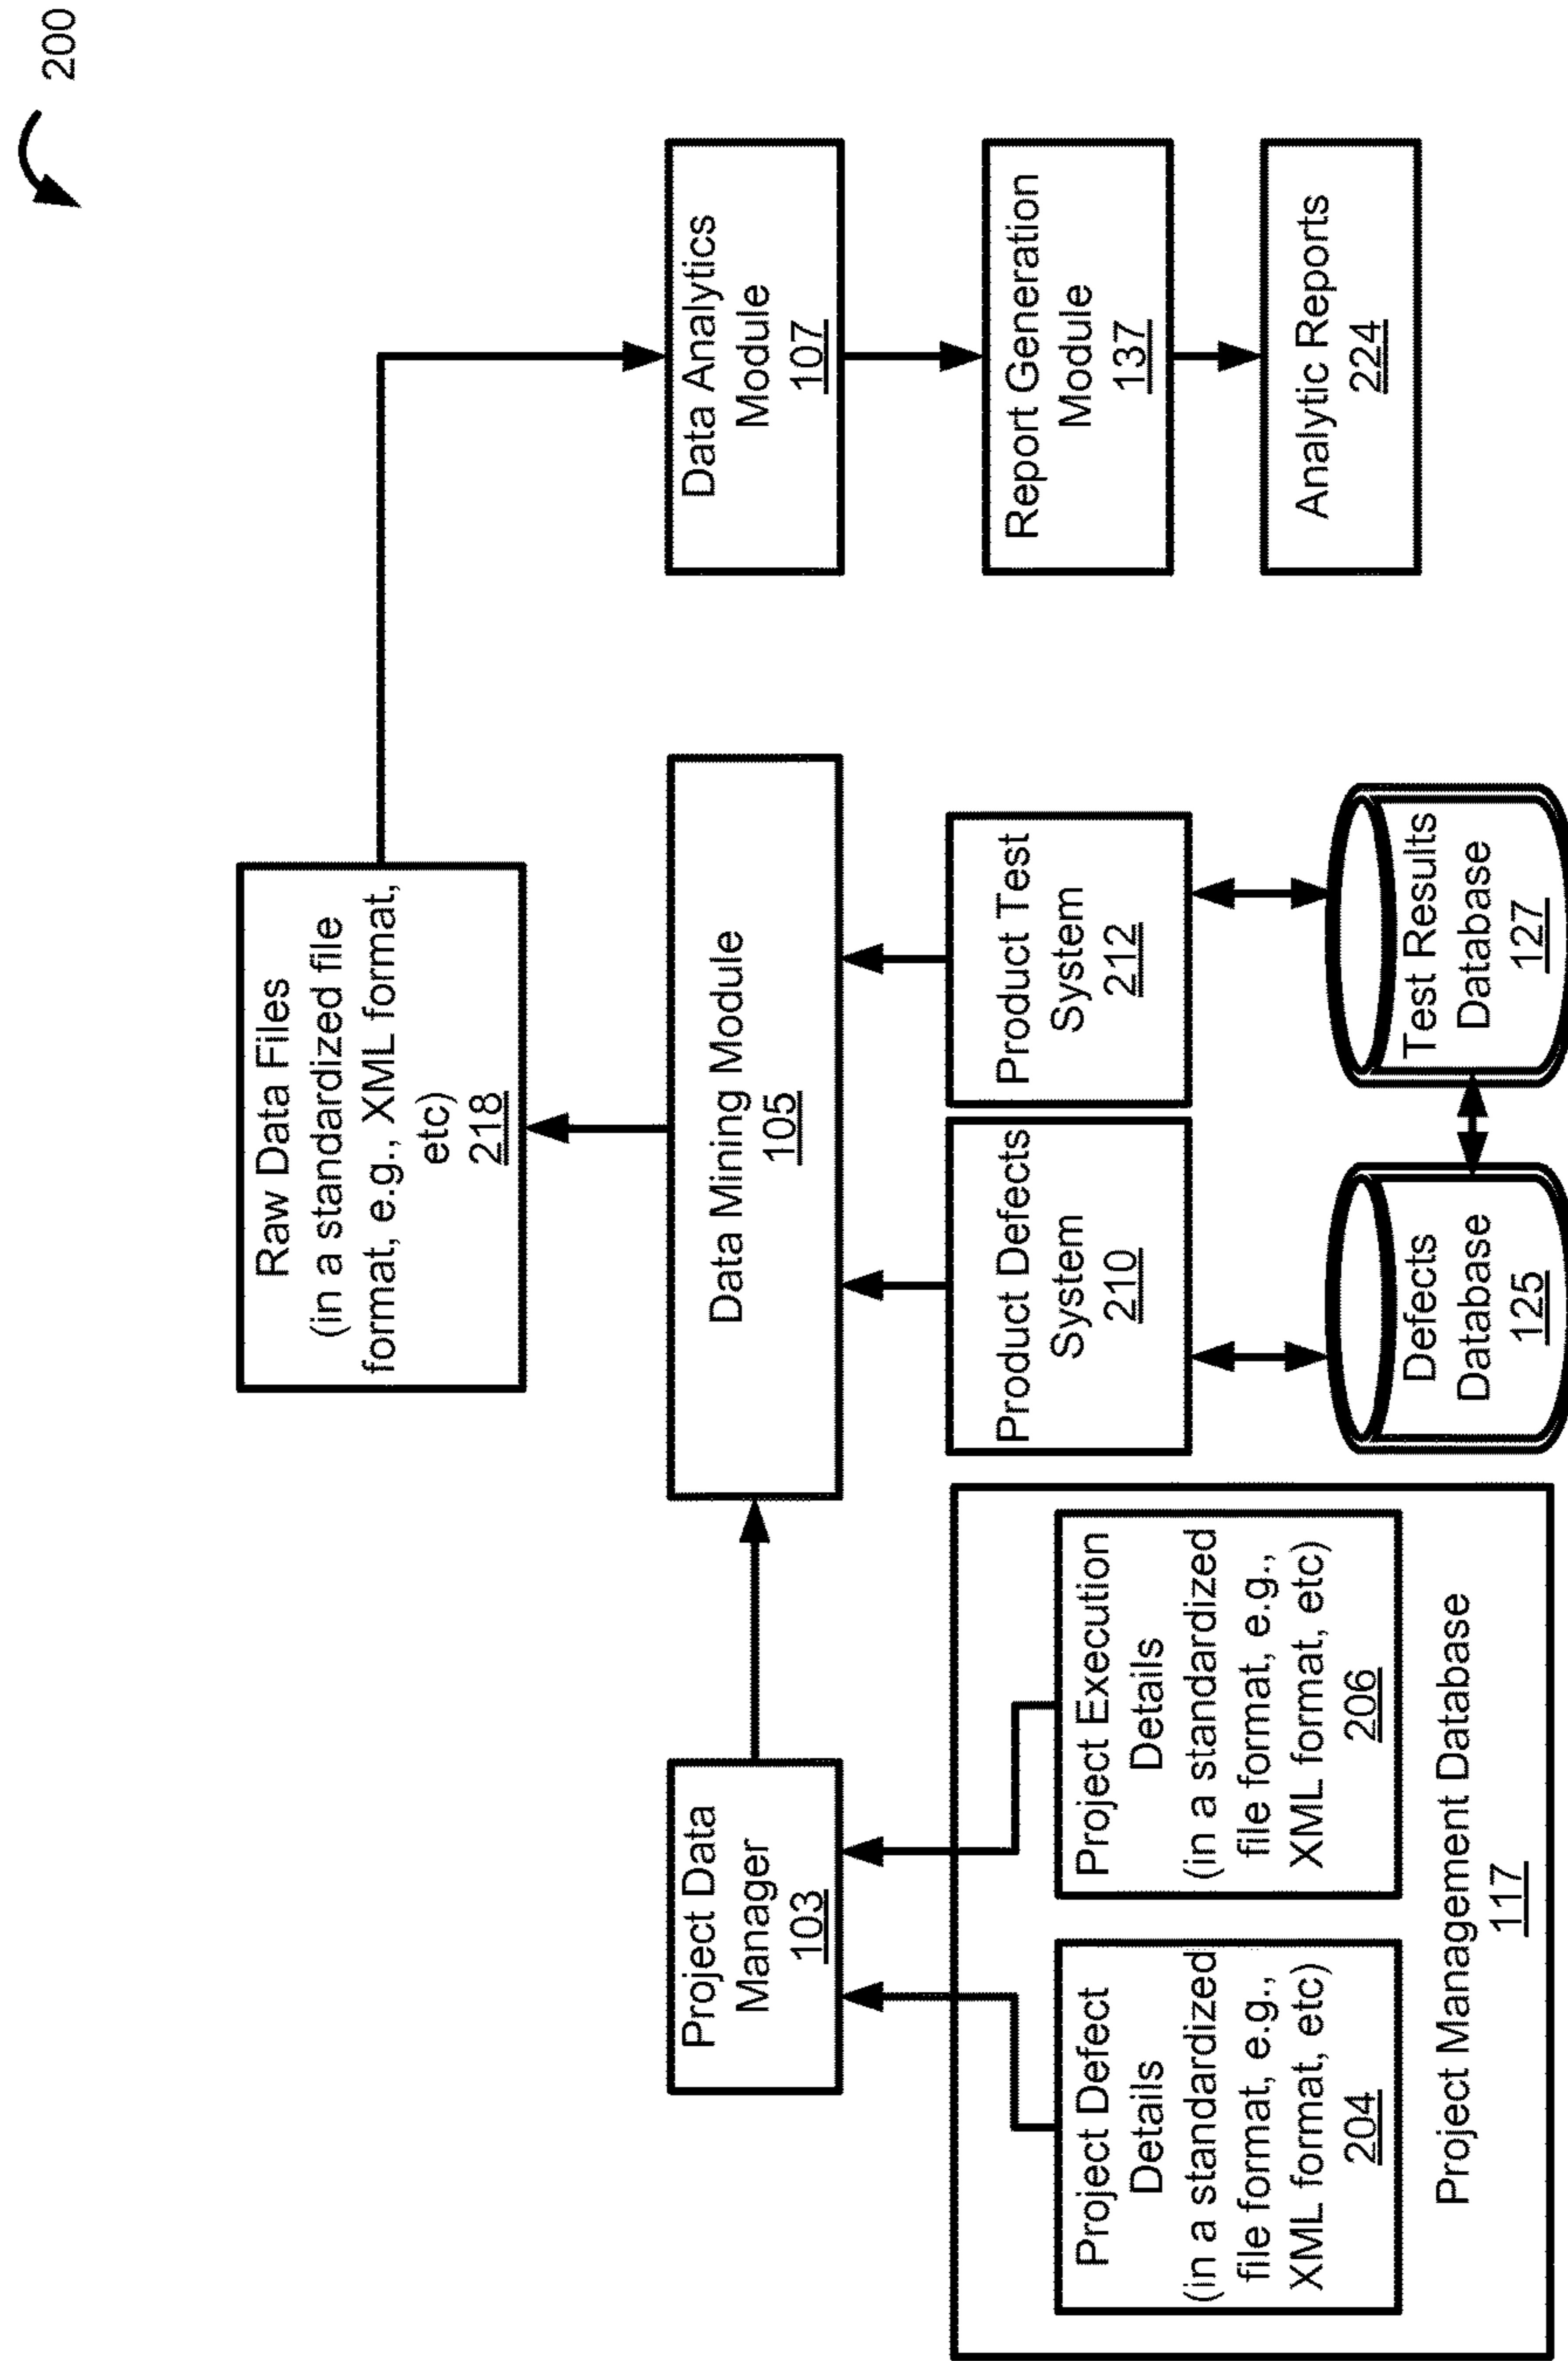 200
Raw Data Files
(in a standardized file
format, e.g., XML format,
etc)
218
Project Data
Manager
103
Data Mining Module
105
Data Analytics
Module
107
Project Defect
Details
(in a standardized
file format, e.g.,
XML format, etc)
204
Project Execution
Details
(in a standardized
file format, e.g.,
XML format, etc)
206
Project Management Database
117
Product Defects
System
210
Product Test
System
212
Defects
Database
125
Test Results
Database
127
Report Generation
Module
137
Analytic Reports
224